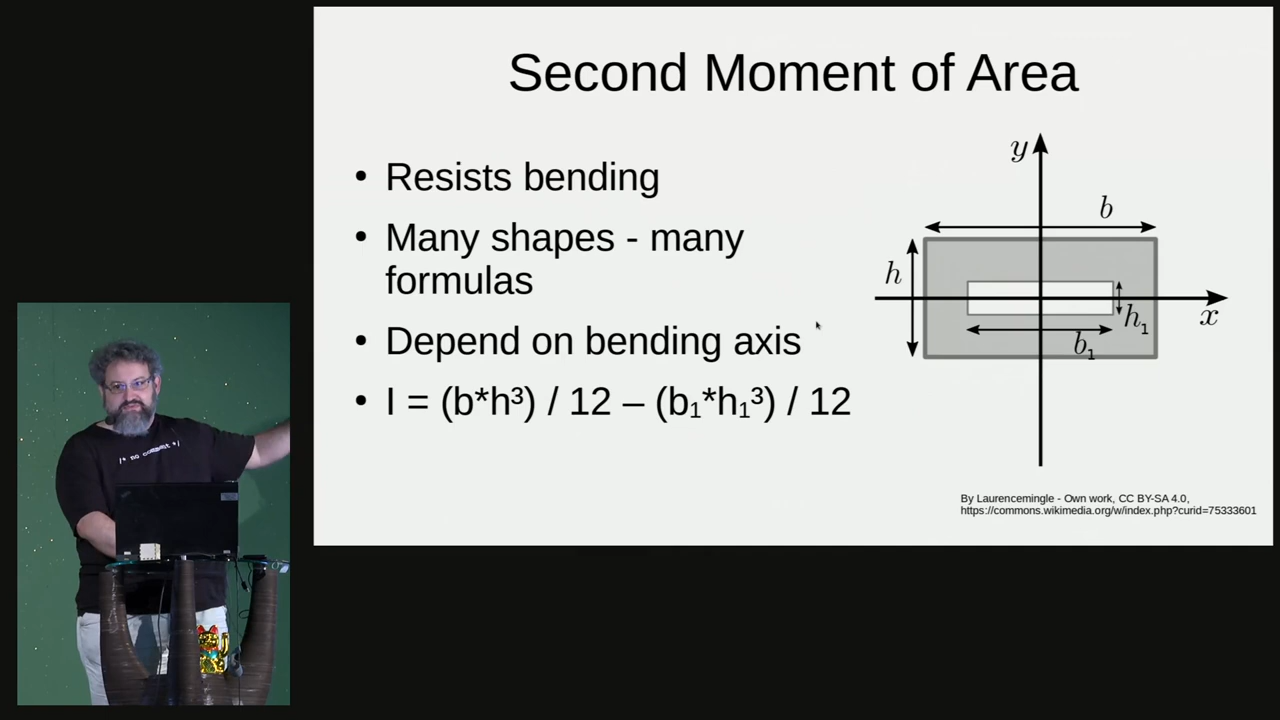 Second Moment of Area
• Resists bending
• Many shapes - many
formulas
• Depend on bending axis
• I = (b*h³) / 12 – (b₁*h₁³) / 12
y
b
h
h₁
x
b₁
By Laurencemingle - Own work, CC BY-SA 4.0,
https://commons.wikimedia.org/w/index.php?curid=75333601
/* no comment */